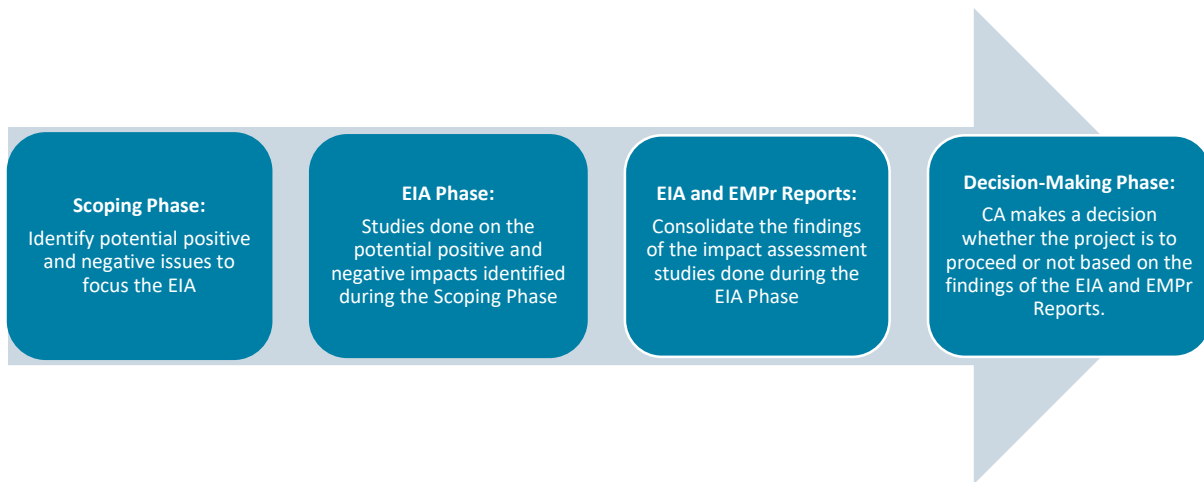 Scoping Phase:
Identify potential positive
and negative issues to
focus the EIA
EIA Phase:
Studies done on the
potential positive and
negative impacts identified
during the Scoping Phase
EIA and EMPr Reports:
Consolidate the findings
of the impact assessment
studies done during the
EIA Phase
Decision-Making Phase:
CA makes a decision
whether the project is to
proceed or not based on the
findings of the EIA and EMPr
Reports.